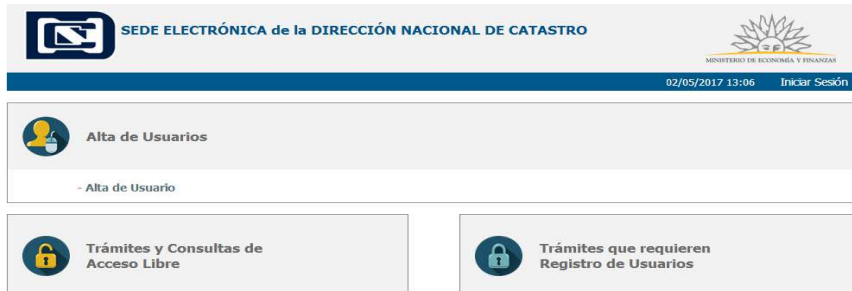 SEDE ELECTRÓNICA de la DIRECCIÓN NACIONAL DE CATASTRO
MINISTERIO DE ECONOMÍA Y FINANZAS
02/05/2017 13:06 Iniciar Sesión
Alta de Usuarios
- Alta de Usuario
Trámites y Consultas de
Acceso Libre
Trámites que requieren
Registro de Usuarios